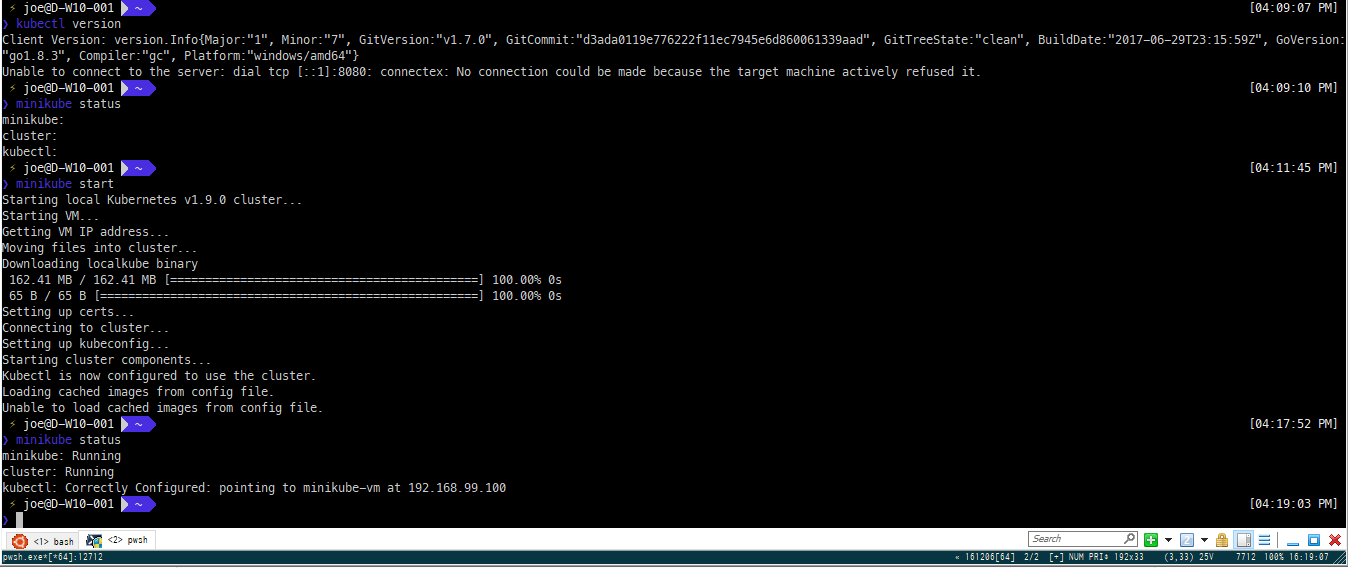 ⚡ joe@D-W10-001 ~ [04:09:07 PM]
❯ kubectl version
Client Version: version.Info{Major:"1", Minor:"7", GitVersion:"v1.7.0", GitCommit:"d3ada0119e776222f11ec7945e6d860061339aad", GitTreeState:"clean", BuildDate:"2017-06-29T23:15:59Z", GoVersion:
"go1.8.3", Compiler:"gc", Platform:"windows/amd64"}
Unable to connect to the server: dial tcp [::1]:8080: connectex: No connection could be made because the target machine actively refused it.
⚡ joe@D-W10-001 ~ [04:09:10 PM]
❯ minikube status
minikube:
cluster:
kubectl:
⚡ joe@D-W10-001 ~ [04:11:45 PM]
❯ minikube start
Starting local Kubernetes v1.9.0 cluster...
Starting VM...
Getting VM IP address...
Moving files into cluster...
Downloading localkube binary
162.41 MB / 162.41 MB [============================================] 100.00% 0s
65 B / 65 B [======================================================] 100.00% 0s
Setting up certs...
Connecting to cluster...
Setting up kubeconfig...
Starting cluster components...
Kubectl is now configured to use the cluster.
Loading cached images from config file.
Unable to load cached images from config file.
⚡ joe@D-W10-001 ~ [04:17:52 PM]
❯ minikube status
minikube: Running
cluster: Running
kubectl: Correctly Configured: pointing to minikube-vm at 192.168.99.100
⚡ joe@D-W10-001 ~ [04:19:03 PM]
❯
<1> bash <2> pwsh Search
pwsh.exe*[*64]:12712 « 161206[64] 2/2 [+] NUM PRI↕ 192x33 (3,33) 25V 7712 100% 16:19:07